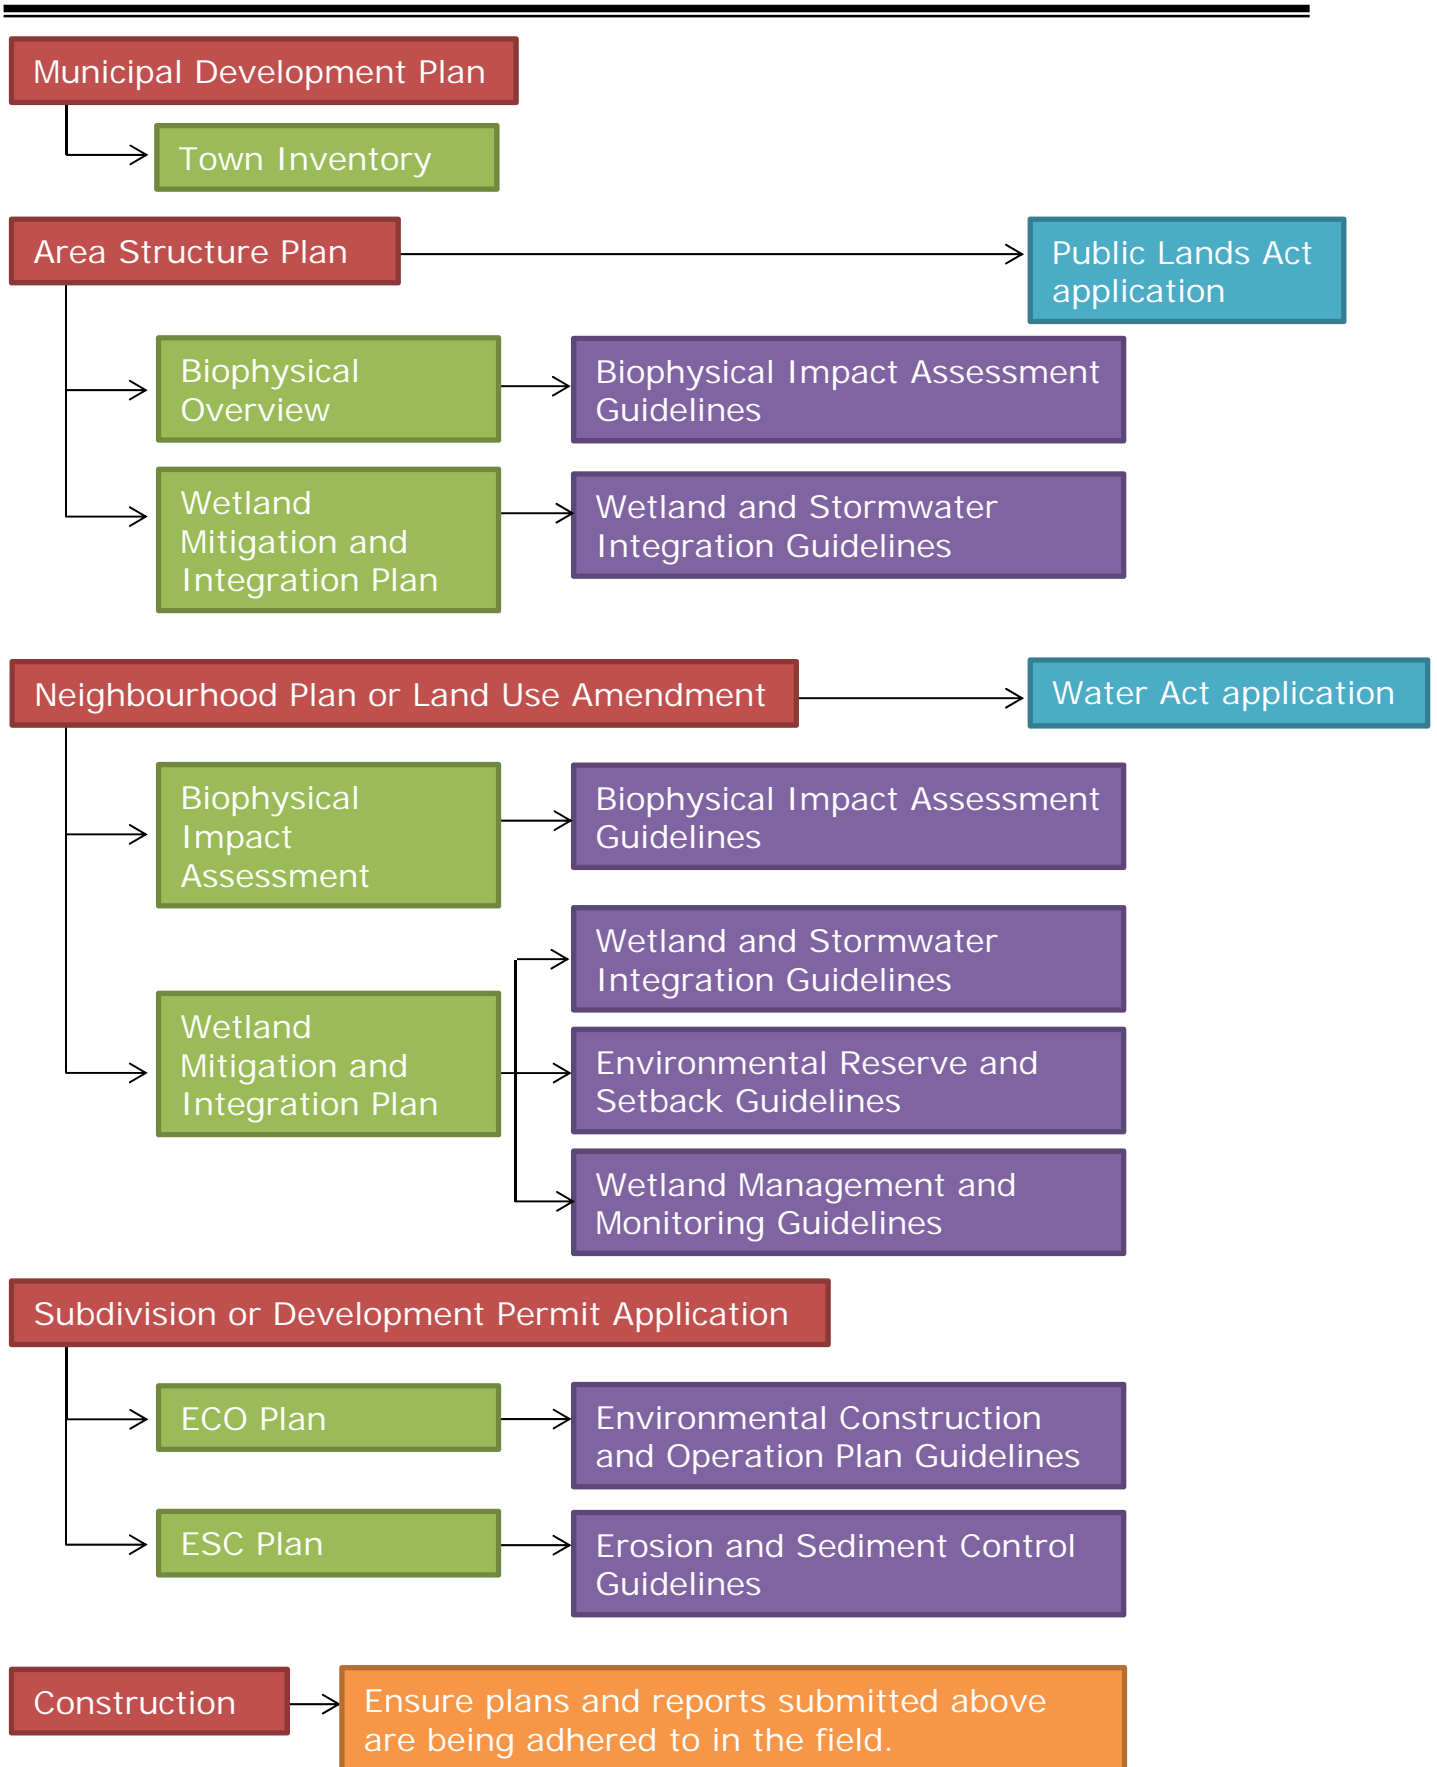 Municipal Development Plan
Town Inventory
Area Structure Plan
Public Lands Act
application
Biophysical
Overview
Biophysical Impact Assessment
Guidelines
Wetland
Mitigation and
Integration Plan
Wetland and Stormwater
Integration Guidelines
Neighbourhood Plan or Land Use Amendment
Water Act application
Biophysical
Impact
Assessment
Biophysical Impact Assessment
Guidelines
Wetland
Mitigation and
Integration Plan
Wetland and Stormwater
Integration Guidelines
Environmental Reserve and
Setback Guidelines
Wetland Management and
Monitoring Guidelines
Subdivision or Development Permit Application
ECO Plan
Environmental Construction
and Operation Plan Guidelines
ESC Plan
Erosion and Sediment Control
Guidelines
Construction
Ensure plans and reports submitted above
are being adhered to in the field.